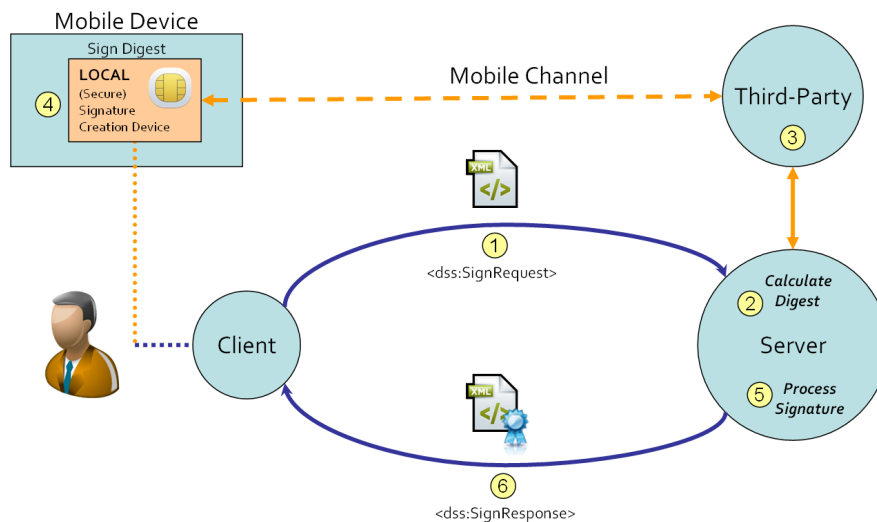 Mobile Device
Sign Digest
LOCAL
(Secure)
Signature
Creation Device
4
Mobile Channel
Third-Party
3
XML
</>
1
<dss:SignRequest>
2
Calculate
Digest
Client
Server
XML
</>
5
Process
Signature
6
<dss:SignResponse>